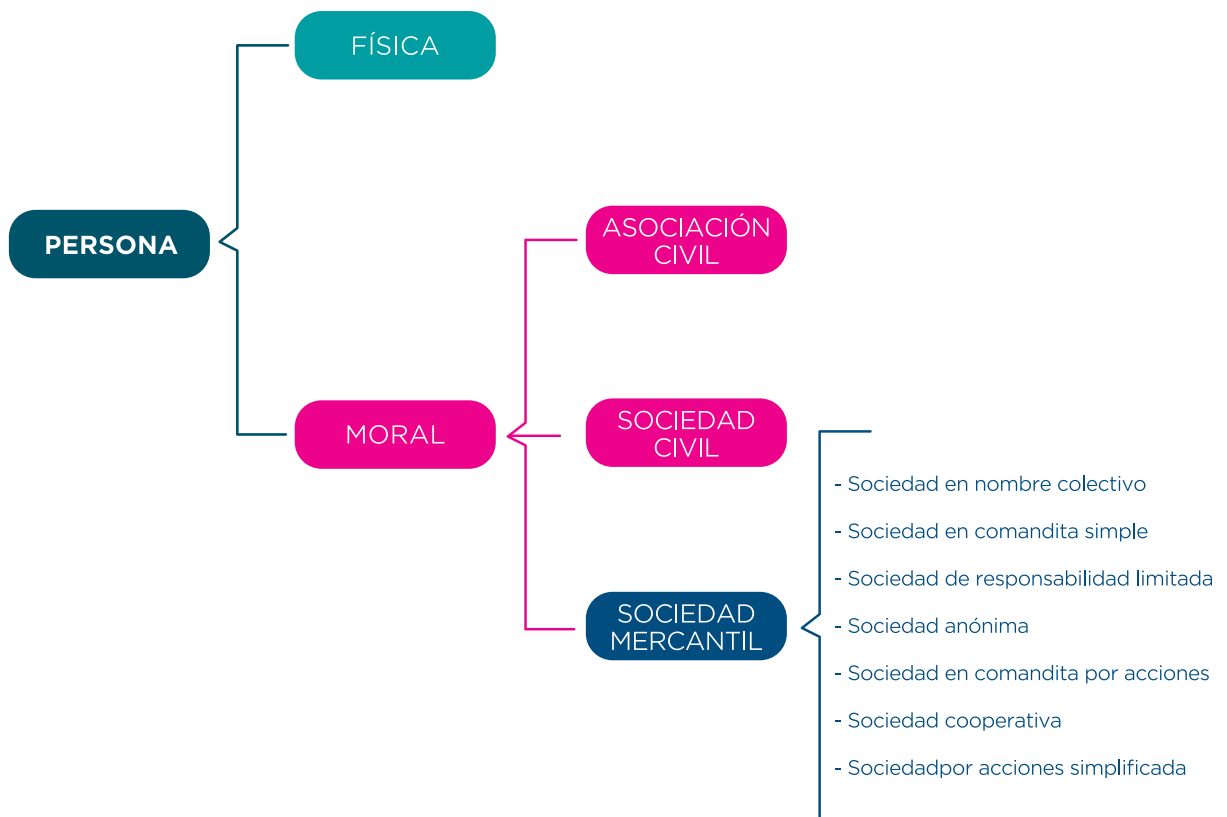 FÍSICA
PERSONA
MORAL
ASOCIACIÓN
CIVIL
SOCIEDAD
CIVIL
SOCIEDAD
MERCANTIL
- Sociedad en nombre colectivo
- Sociedad en comandita simple
- Sociedad de responsabilidad limitada
- Sociedad anónima
- Sociedad en comandita por acciones
- Sociedad cooperativa
- Sociedadpor acciones simplificada